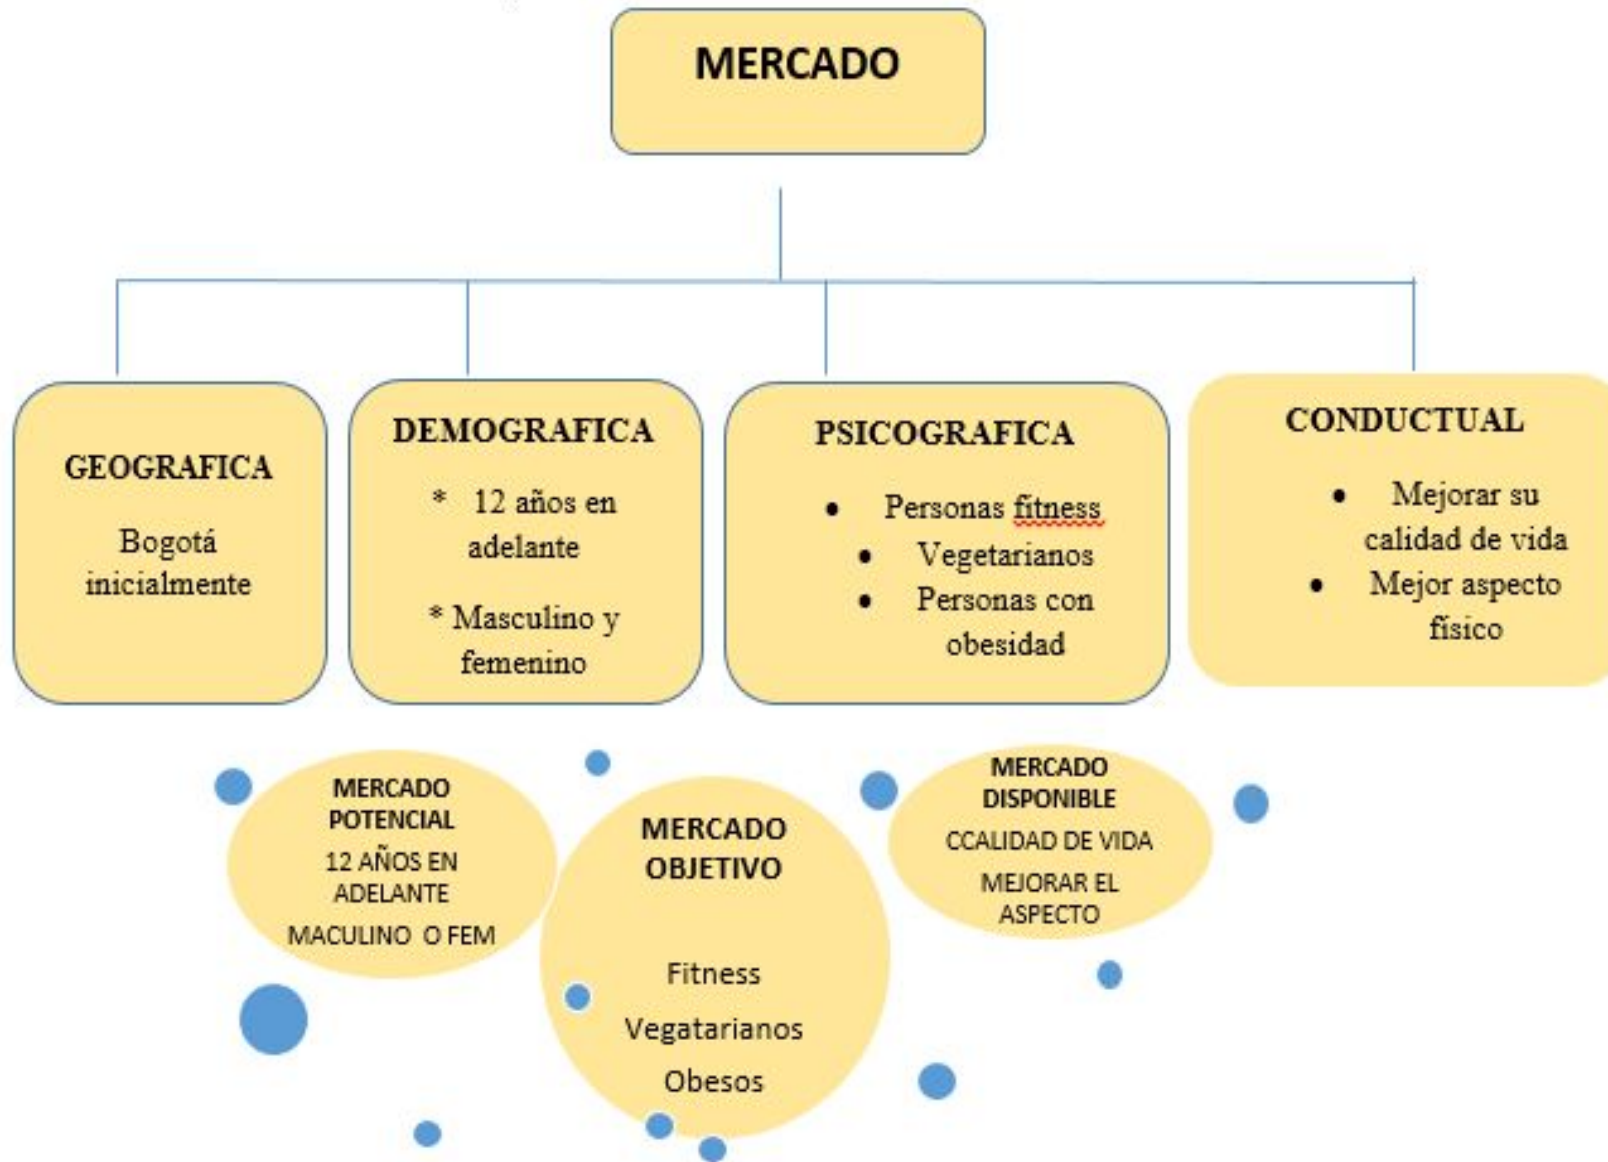 MERCADO
GEOGRAFICA
Bogotá
inicialmente
DEMOGRAFICA
* 12 años en
adelante
* Masculino y
femenino
PSICOGRAFICA
● Personas fitness
● Vegetarianos
● Personas con
obesidad
CONDUCTUAL
● Mejorar su
calidad de vida
● Mejor aspecto
físico
MERCADO
POTENCIAL
12 AÑOS EN
ADELANTE
MACULINO O FEM
MERCADO
OBJETIVO
Fitness
Vegatarianos
Obesos
MERCADO
DISPONIBLE
CCALIDAD DE VIDA
MEJORAR EL
ASPECTO